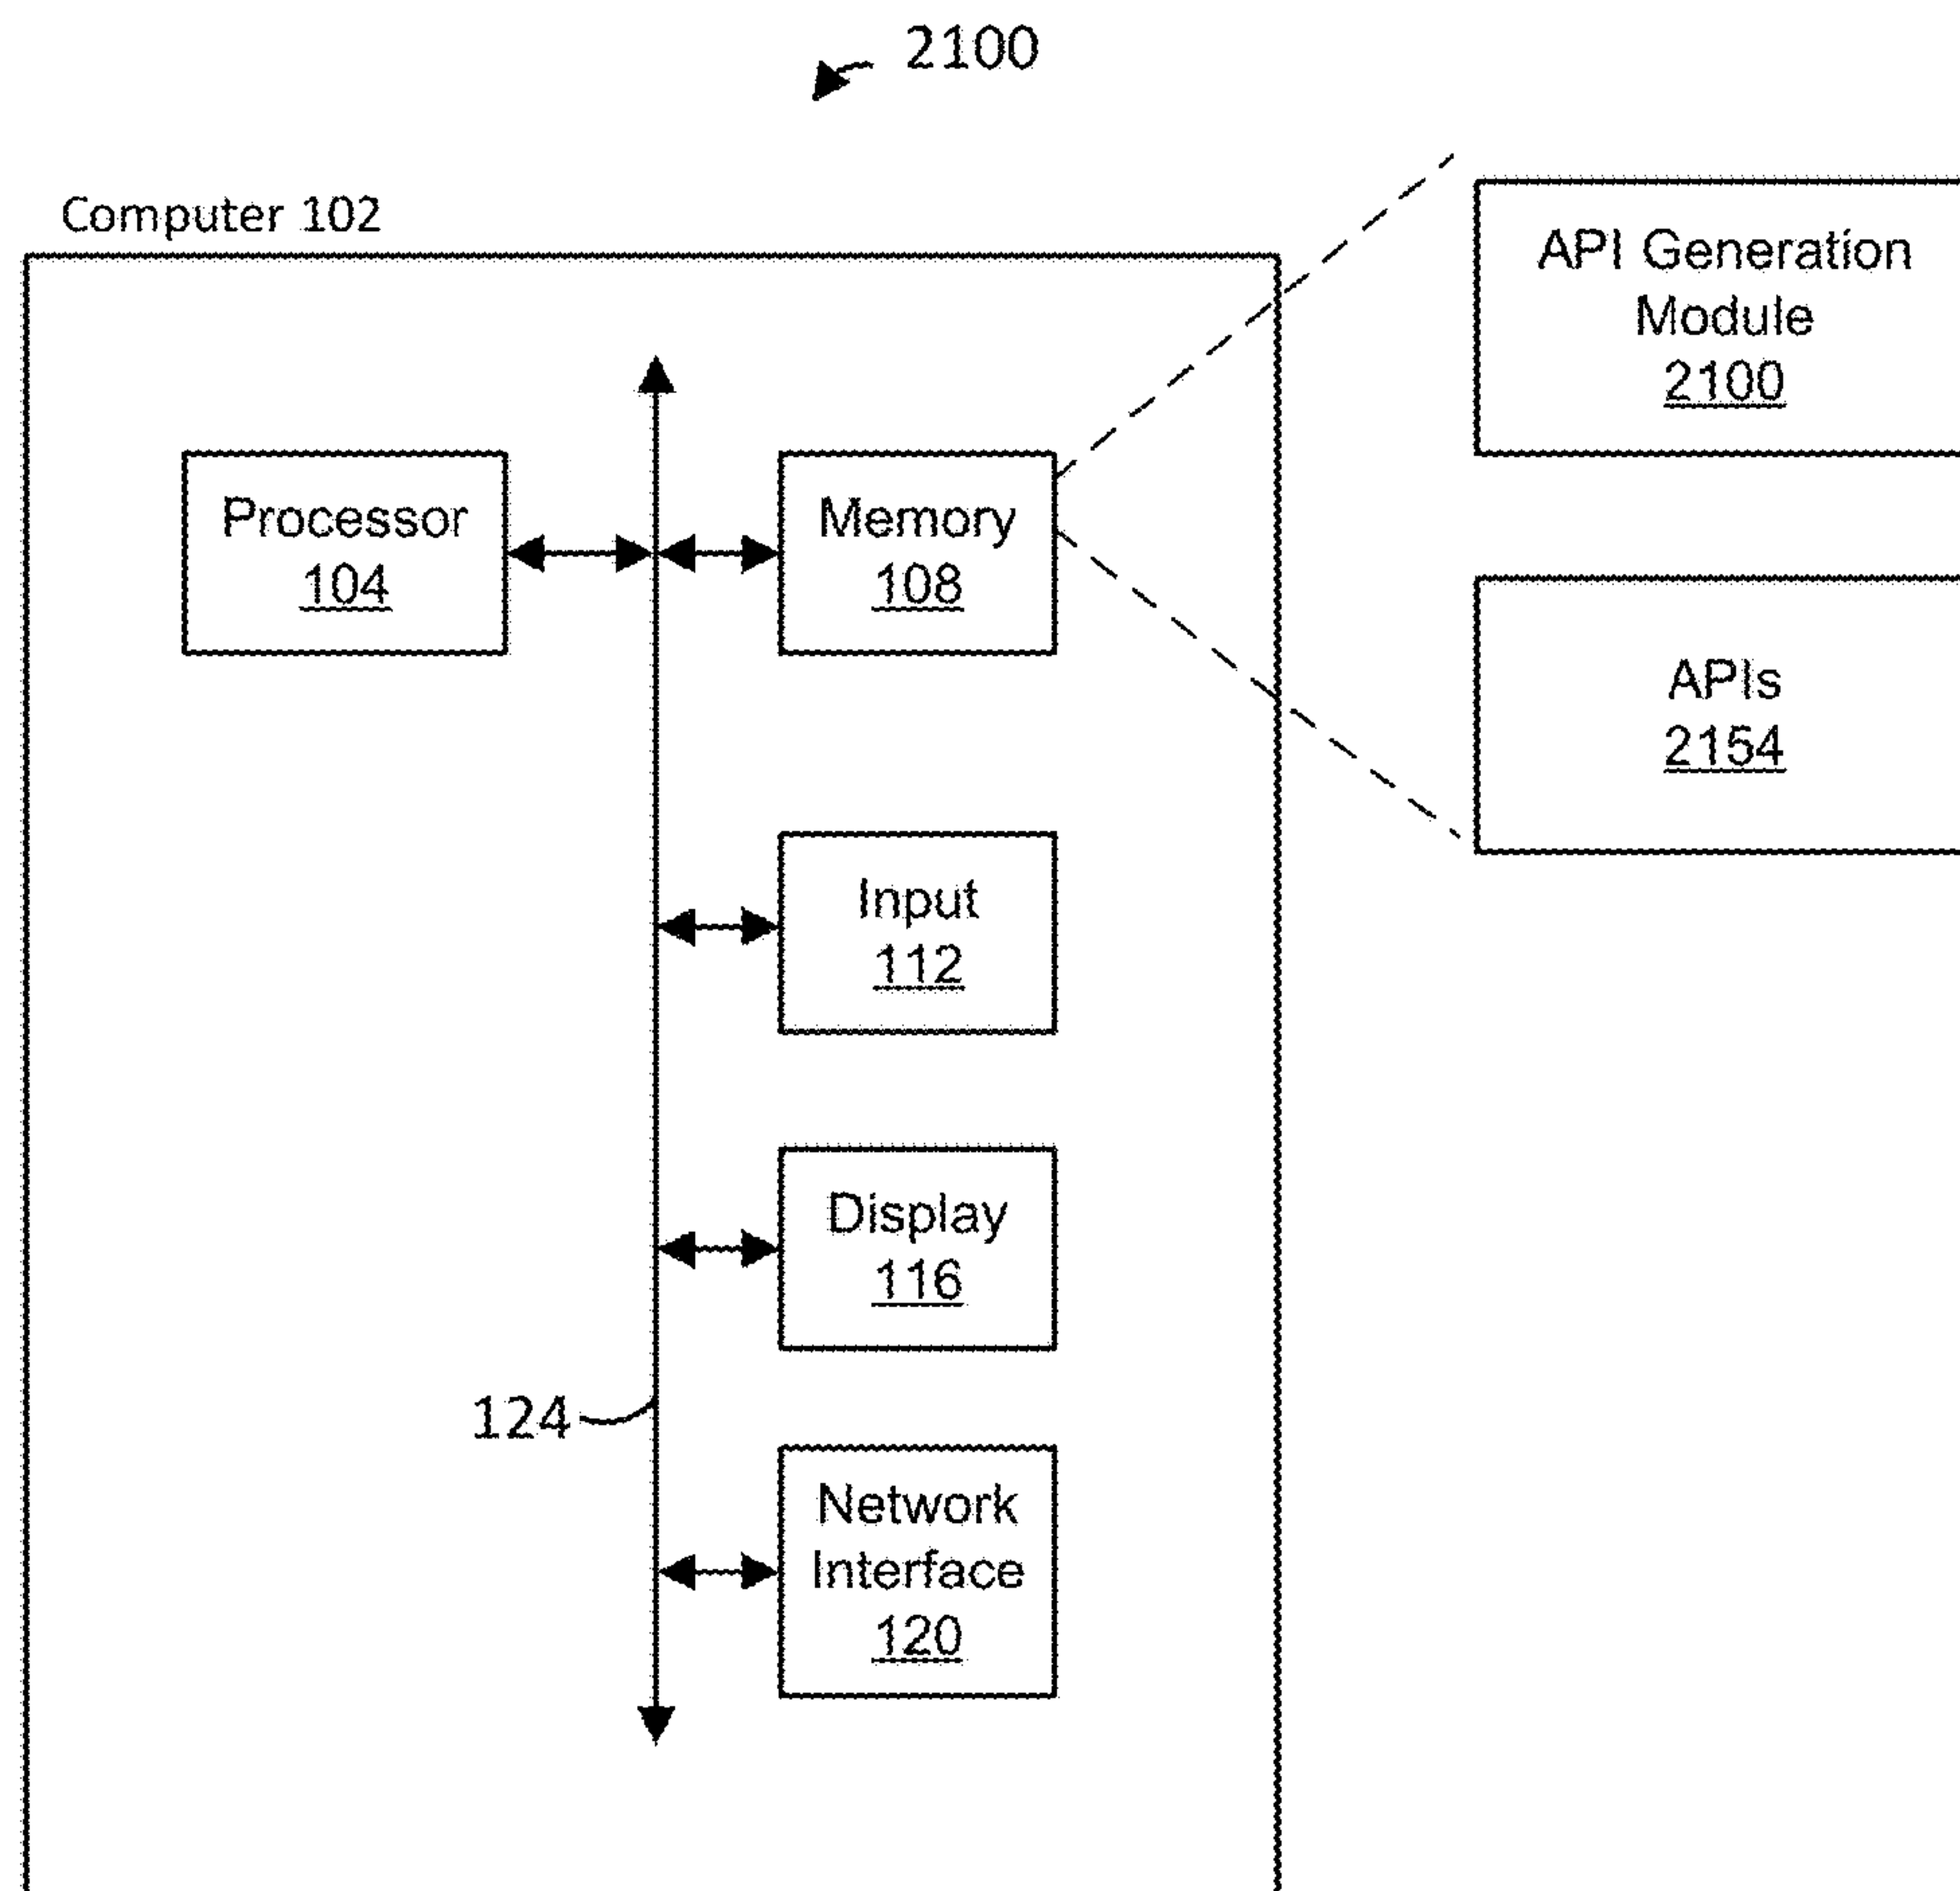 2100
Computer 102
API Generation
Module
2100
Processor
104
Memory
108
APIs
2154
Input
112
Display
116
124
Network
Interface
120